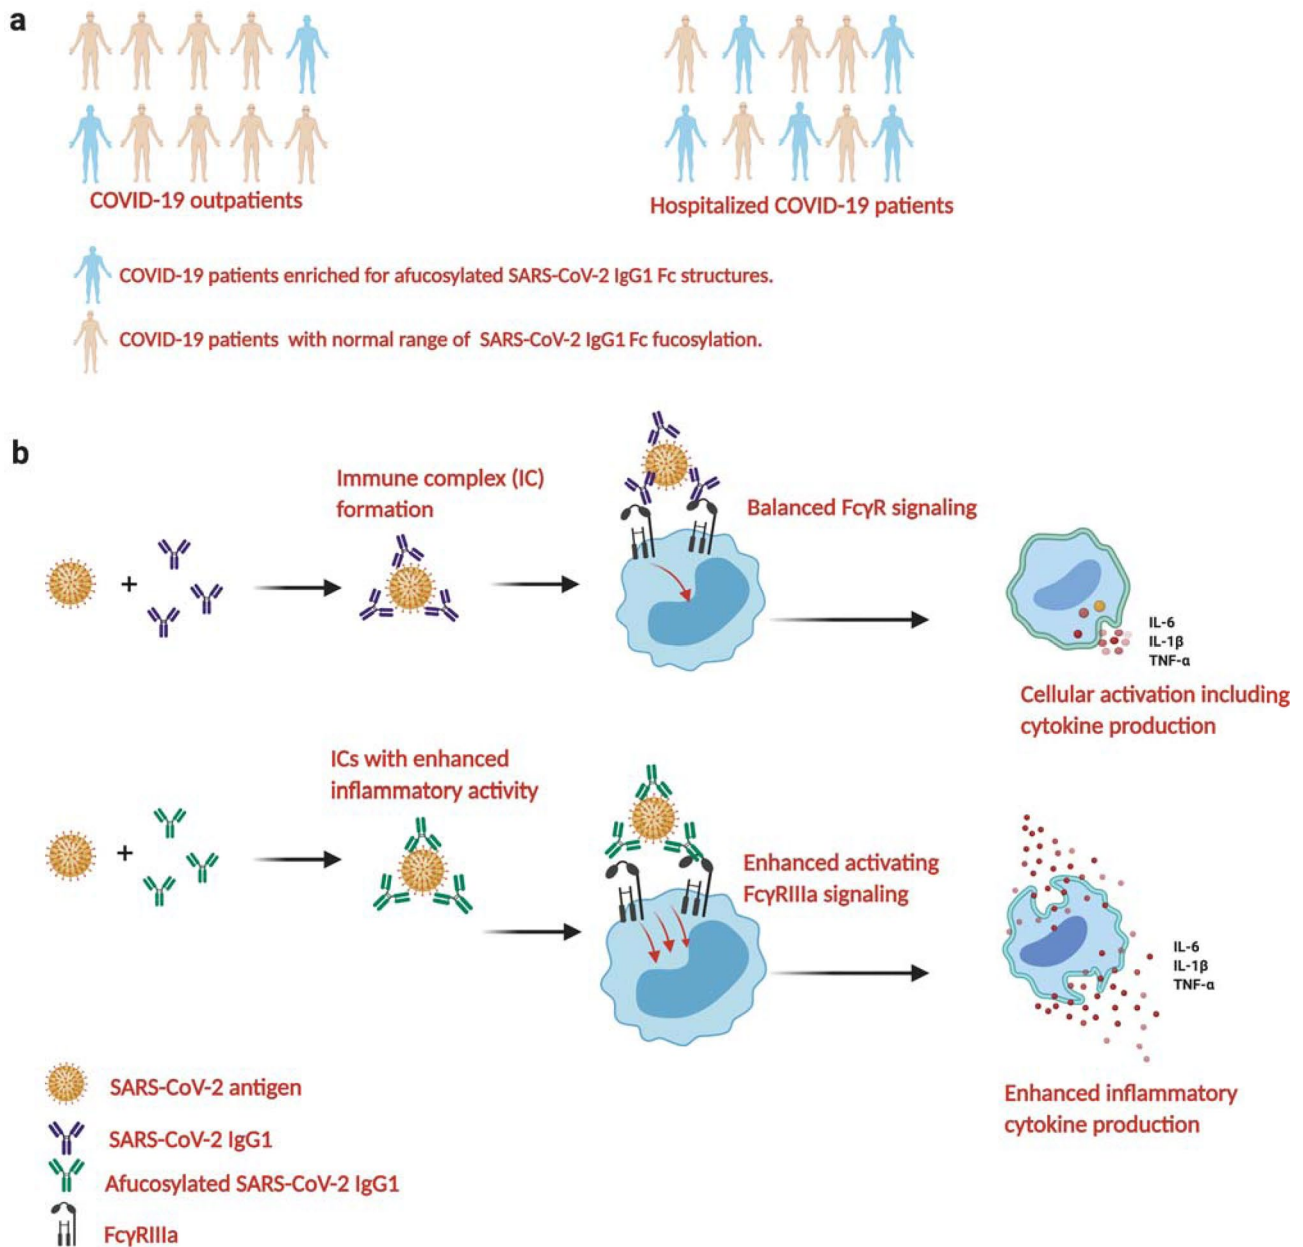 a
COVID-19 outpatients
Hospitalized COVID-19 patients
COVID-19 patients enriched for afucosylated SARS-CoV-2 IgG1 Fc structures.
COVID-19 patients with normal range of SARS-CoV-2 IgG1 Fc fucosylation.
b
Immune complex (IC)
formation
Balanced FcγR signaling
+
IL-6
IL-1β
TNF-α
Cellular activation including
cytokine production
ICs with enhanced
inflammatory activity
Enhanced activating
FcγRIIIa signaling
+
IL-6
IL-1β
TNF-α
Enhanced inflammatory
cytokine production
SARS-CoV-2 antigen
SARS-CoV-2 IgG1
Afucosylated SARS-CoV-2 IgG1
FcγRIIIa